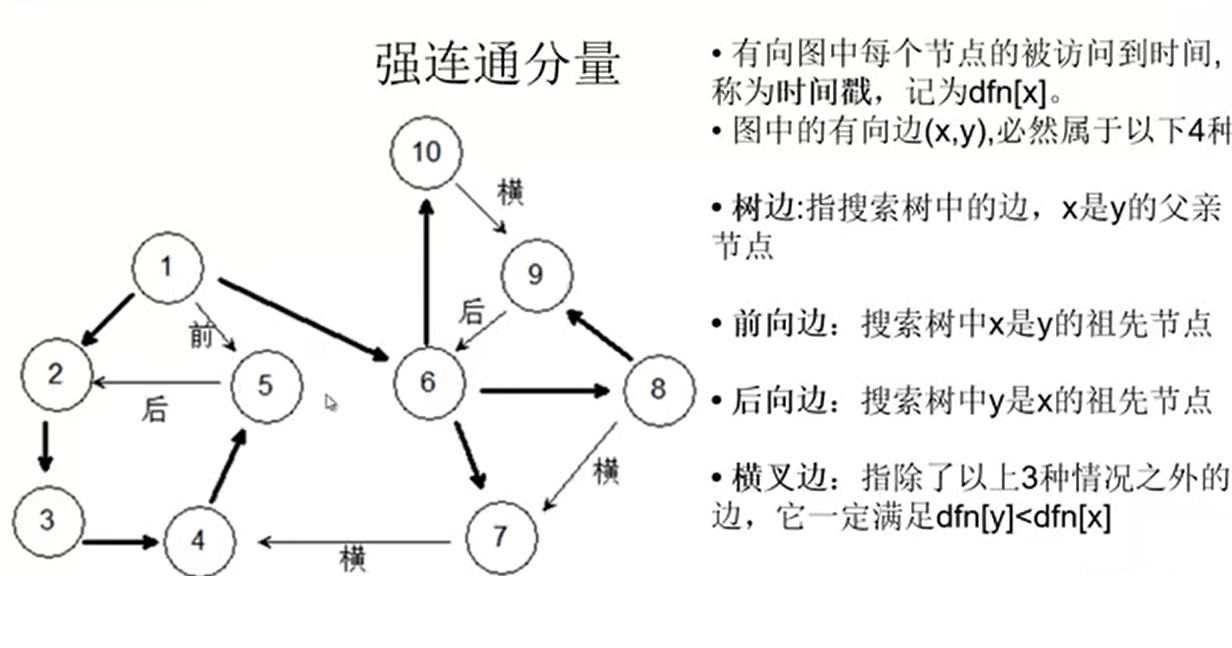 强连通分量
• 有向图中每个节点的被访问到时间,
称为时间戳，记为dfn[x]。
• 图中的有向边(x,y),必然属于以下4种
• 树边:指搜索树中的边，x是y的父亲
节点
• 前向边：搜索树中x是y的祖先节点
• 后向边：搜索树中y是x的祖先节点
• 横叉边：指除了以上3种情况之外的
边，它一定满足dfn[y]<dfn[x]
10
横
1
9
前
后
2
5
6
8
后
横
3
4
7
横